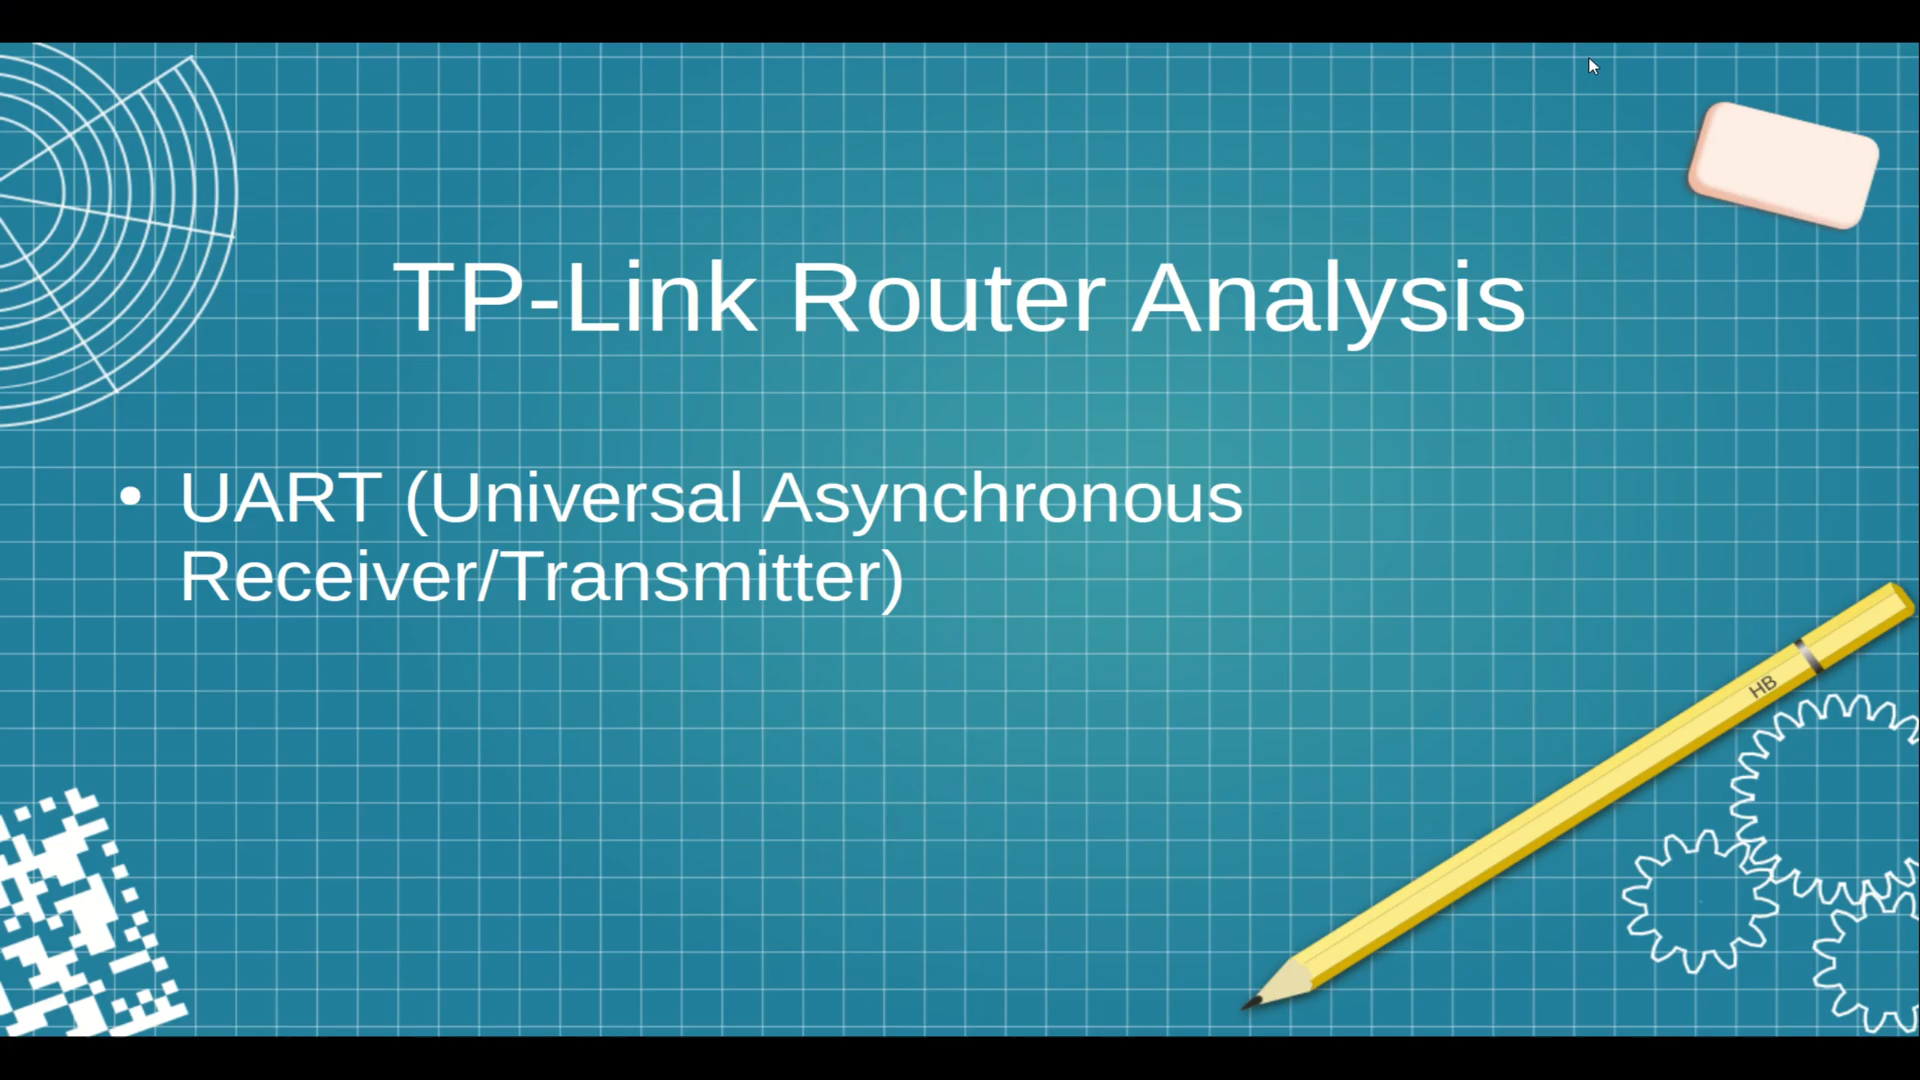 TP-Link Router Analysis
• UART (Universal Asynchronous
Receiver/Transmitter)
HB